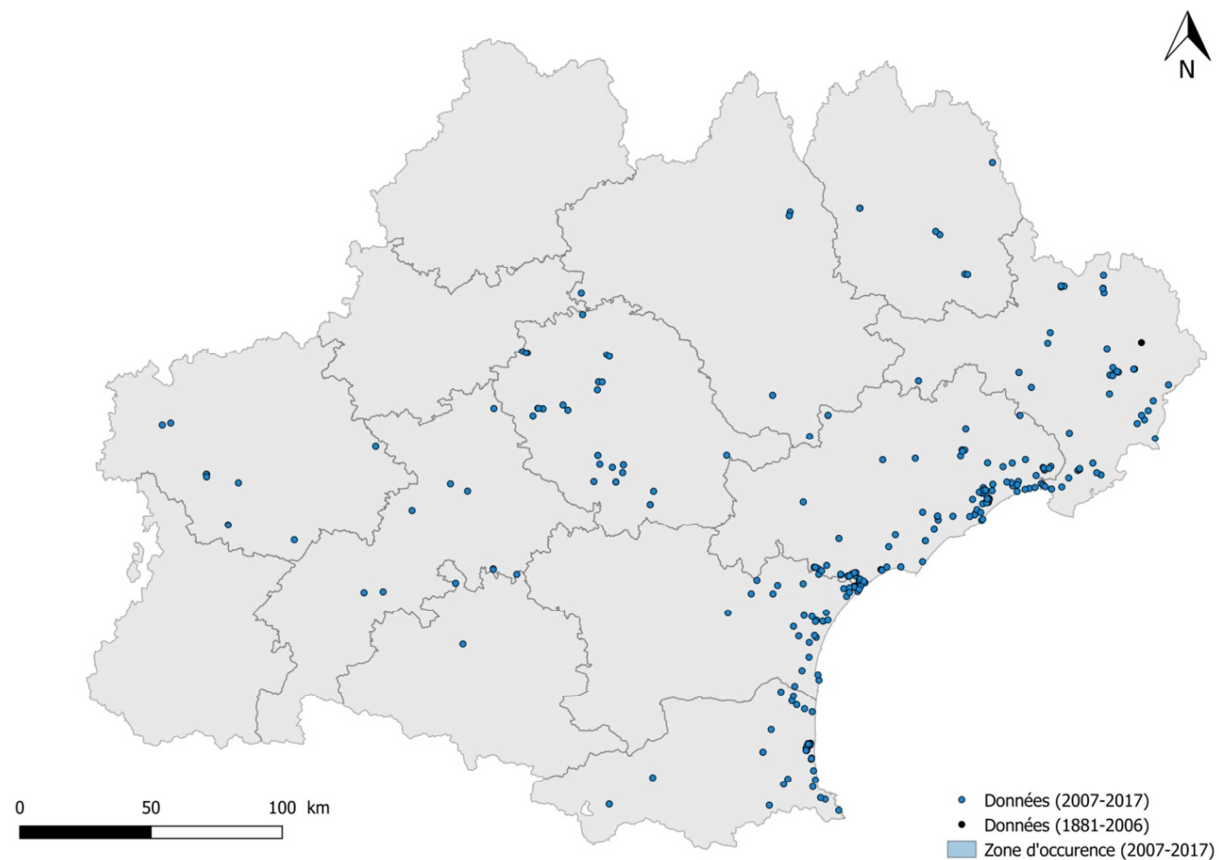 N
0 50 100 km
Données (2007-2017)
Données (1881-2006)
Zone d'occurence (2007-2017)